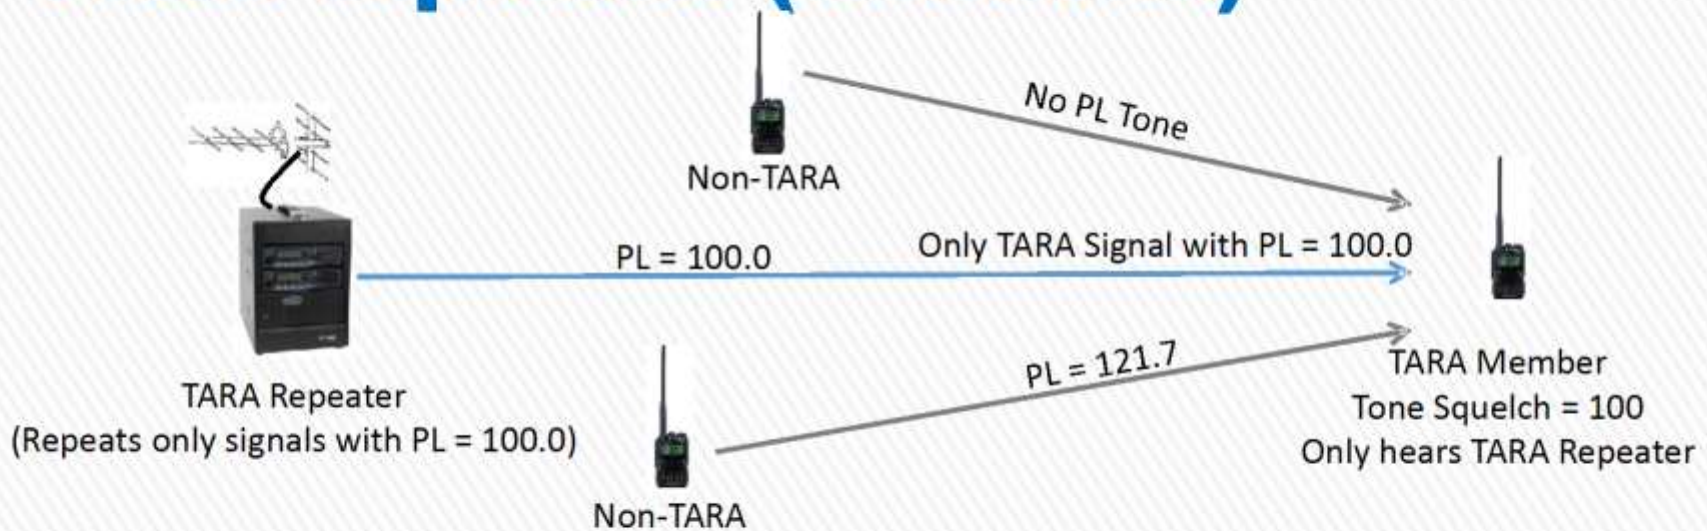 No PL Tone
Non-TARA
PL = 100.0
Only TARA Signal with PL = 100.0
PL = 121.7
TARA Repeater
(Repeats only signals with PL = 100.0)
Non-TARA
TARA Member
Tone Squelch = 100
Only hears TARA Repeater